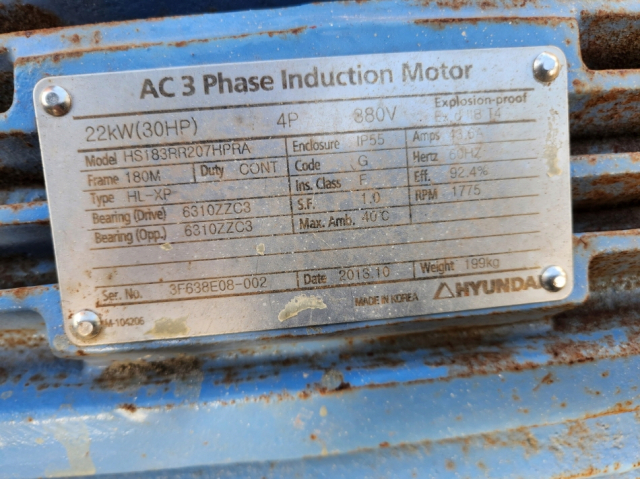 AC 3 Phase Induction Motor
22kW(30HP) 4P 880V Explosion-proof
Model HS183RR207HPRA Enclosure IP55 Amps
Frame 180M Duty CONT Code G Hertz 60HZ
Type HL-XP Ins. Class F Eff. 92.4%
Bearing (Drive) 6310ZZC3 S.F. 1.0 RPM 1775
Bearing (Opp.) 6310ZZC3 Max. Amb. 40℃
Ser. No. 3F638E08-002 Date 2018.10 Weight 199kg
MADE IN KOREA HYUNDAI